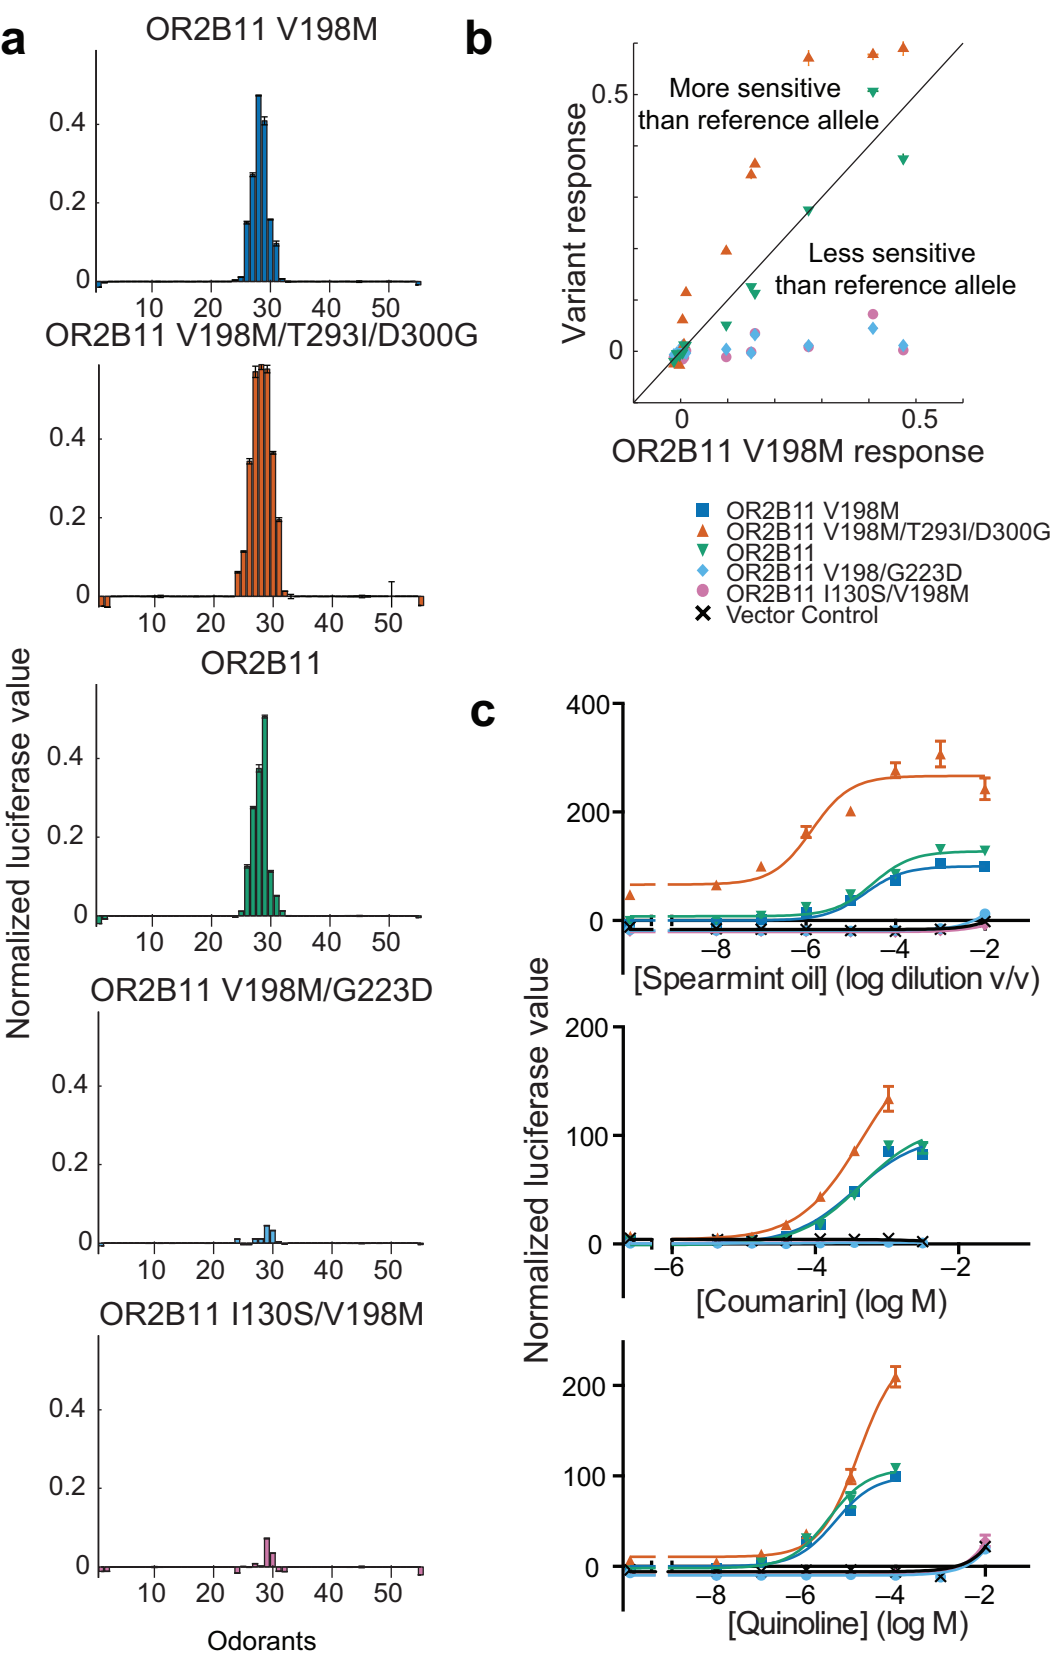 a
OR2B11 V198M
0.4
0.2
0
10 20 30 40 50
OR2B11 V198M/T293I/D300G
0.4
0.2
0
10 20 30 40 50
OR2B11
0.4
0.2
0
10 20 30 40 50
OR2B11 V198M/G223D
0.4
0.2
0
10 20 30 40 50
OR2B11 I130S/V198M
0.4
0.2
0
10 20 30 40 50
Odorants
Normalized luciferase value
b
Variant response
0.5
0
More sensitive
than reference allele
Less sensitive
than reference allele
0 0.5
OR2B11 V198M response
OR2B11 V198M
OR2B11 V198M/T293I/D300G
OR2B11
OR2B11 V198/G223D
OR2B11 I130S/V198M
Vector Control
c
Normalized luciferase value
400
200
0
−8 −6 −4 −2
[Spearmint oil] (log dilution v/v)
200
100
0
−6 −4 −2
[Coumarin] (log M)
200
100
0
−8 −6 −4 −2
[Quinoline] (log M)